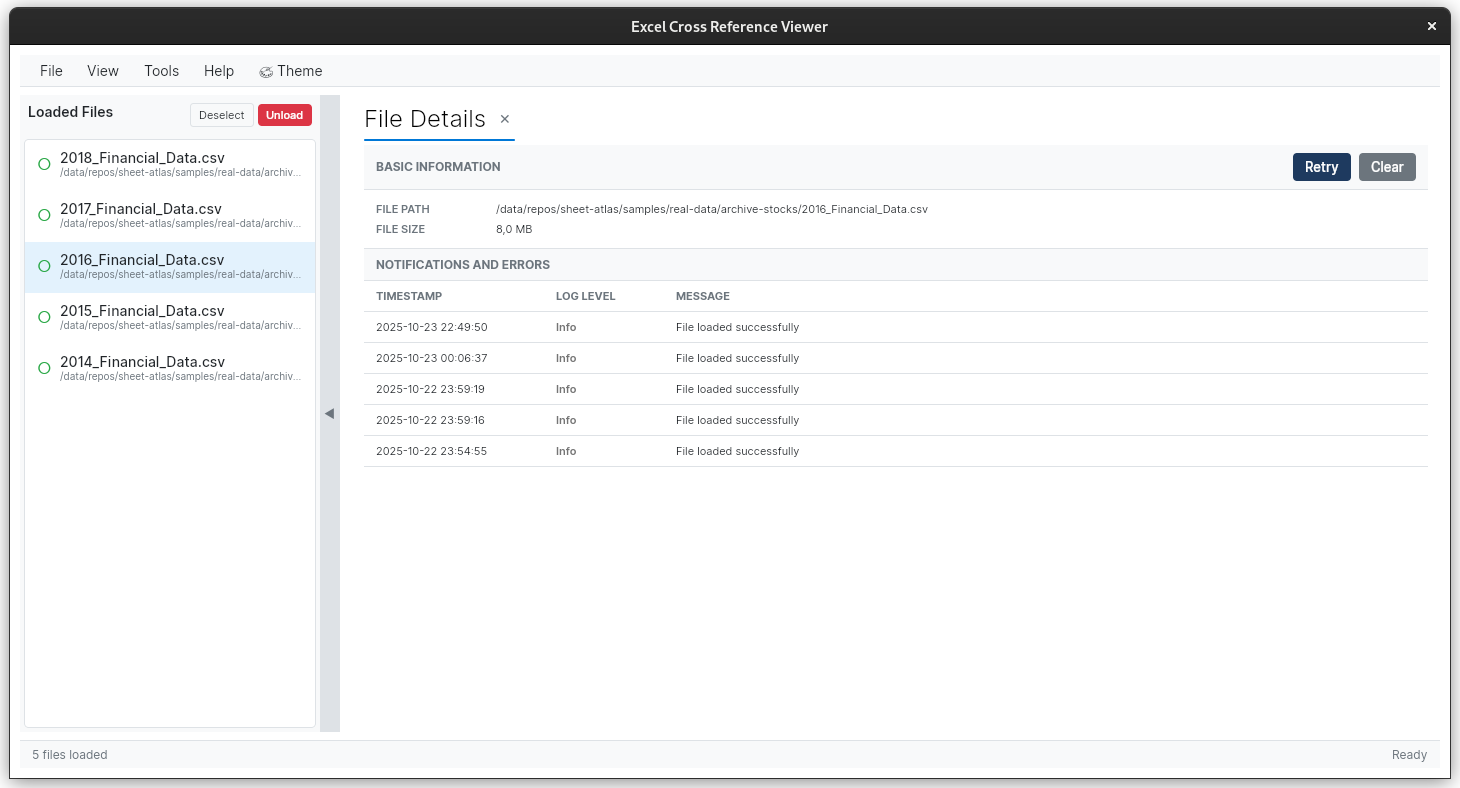 Excel Cross Reference Viewer ×
File View Tools Help Theme
Loaded Files Deselect Unload
2018_Financial_Data.csv
/data/repos/sheet-atlas/samples/real-data/archiv...
2017_Financial_Data.csv
/data/repos/sheet-atlas/samples/real-data/archiv...
2016_Financial_Data.csv
/data/repos/sheet-atlas/samples/real-data/archiv...
2015_Financial_Data.csv
/data/repos/sheet-atlas/samples/real-data/archiv...
2014_Financial_Data.csv
/data/repos/sheet-atlas/samples/real-data/archiv...
File Details ×
BASIC INFORMATION Retry Clear
FILE PATH /data/repos/sheet-atlas/samples/real-data/archive-stocks/2016_Financial_Data.csv
FILE SIZE 8,0 MB
NOTIFICATIONS AND ERRORS
TIMESTAMP LOG LEVEL MESSAGE
2025-10-23 22:49:50 Info File loaded successfully
2025-10-23 00:06:37 Info File loaded successfully
2025-10-22 23:59:19 Info File loaded successfully
2025-10-22 23:59:16 Info File loaded successfully
2025-10-22 23:54:55 Info File loaded successfully
5 files loaded Ready